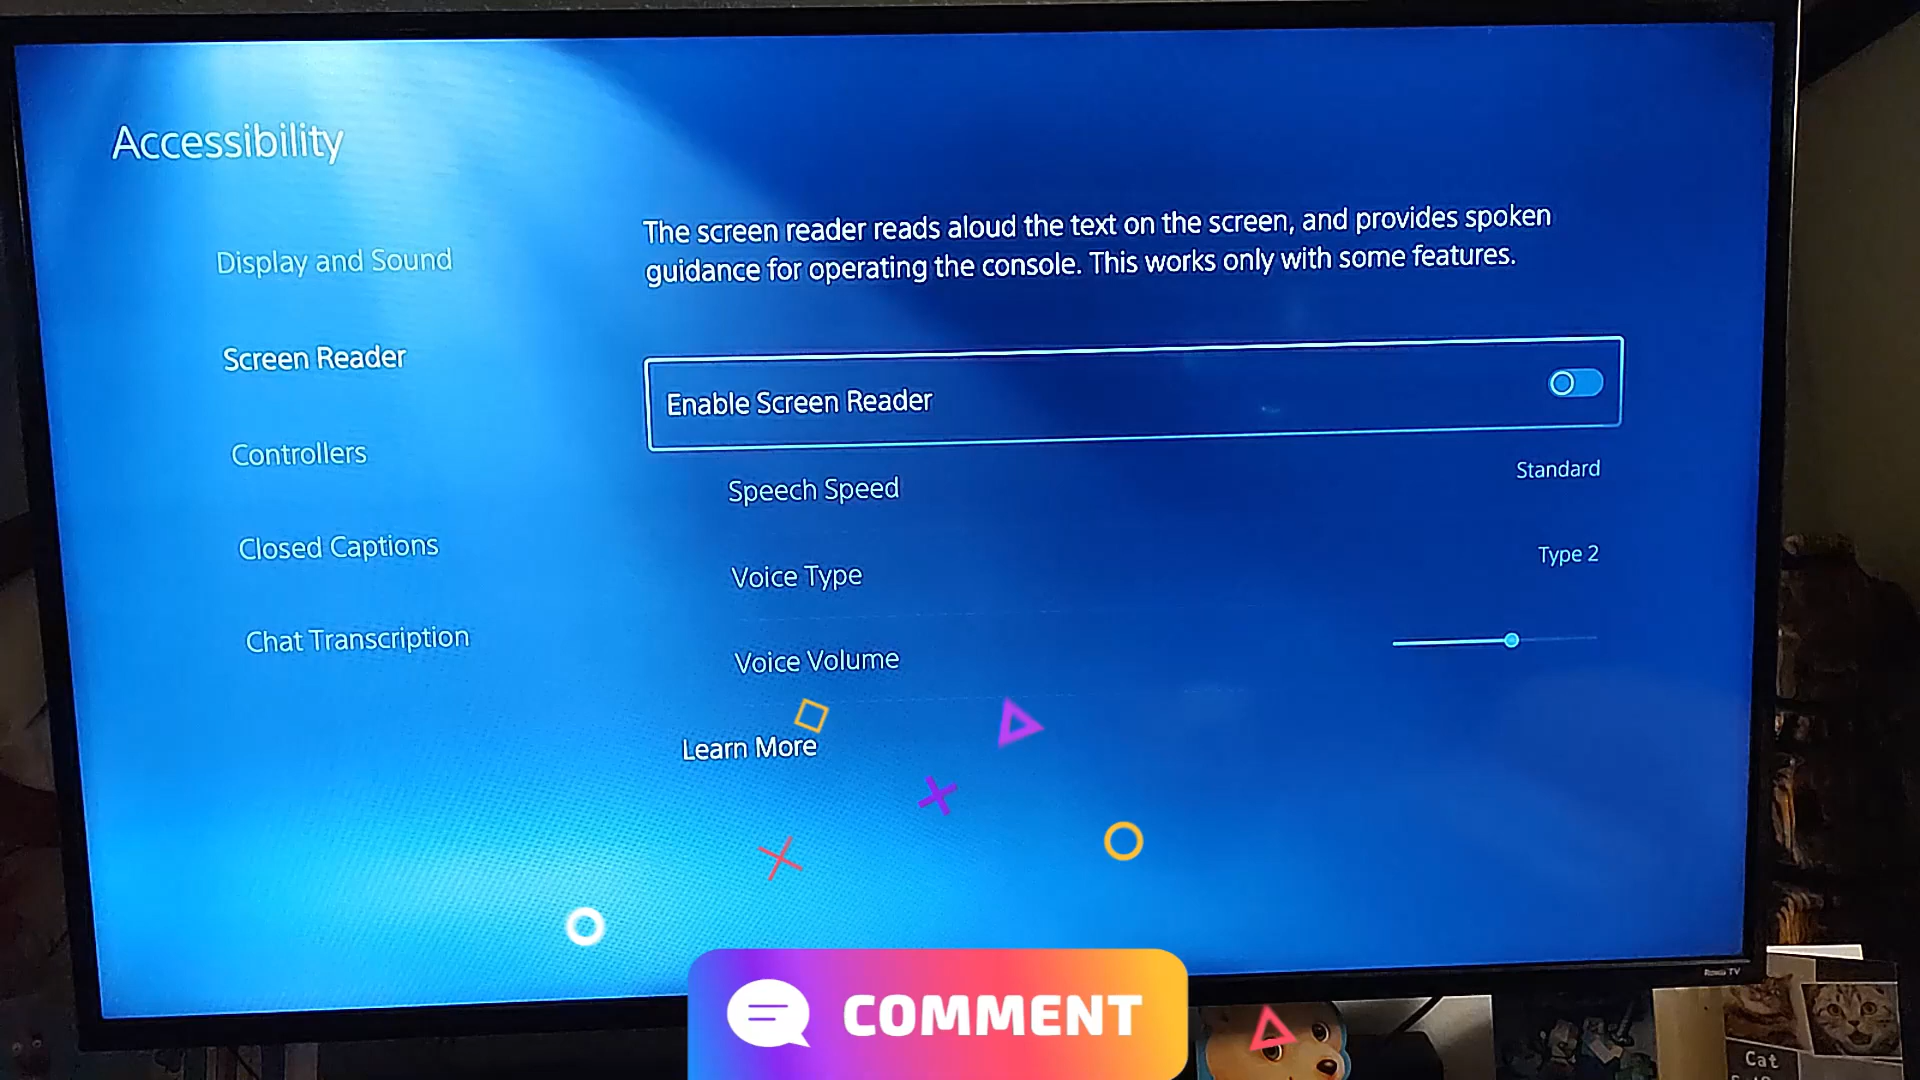 Accessibility
Display and Sound
Screen Reader
Controllers
Closed Captions
Chat Transcription
The screen reader reads aloud the text on the screen, and provides spoken
guidance for operating the console. This works only with some features.
Enable Screen Reader
Speech Speed Standard
Voice Type Type 2
Voice Volume
Learn More
Roku TV
COMMENT
Cat